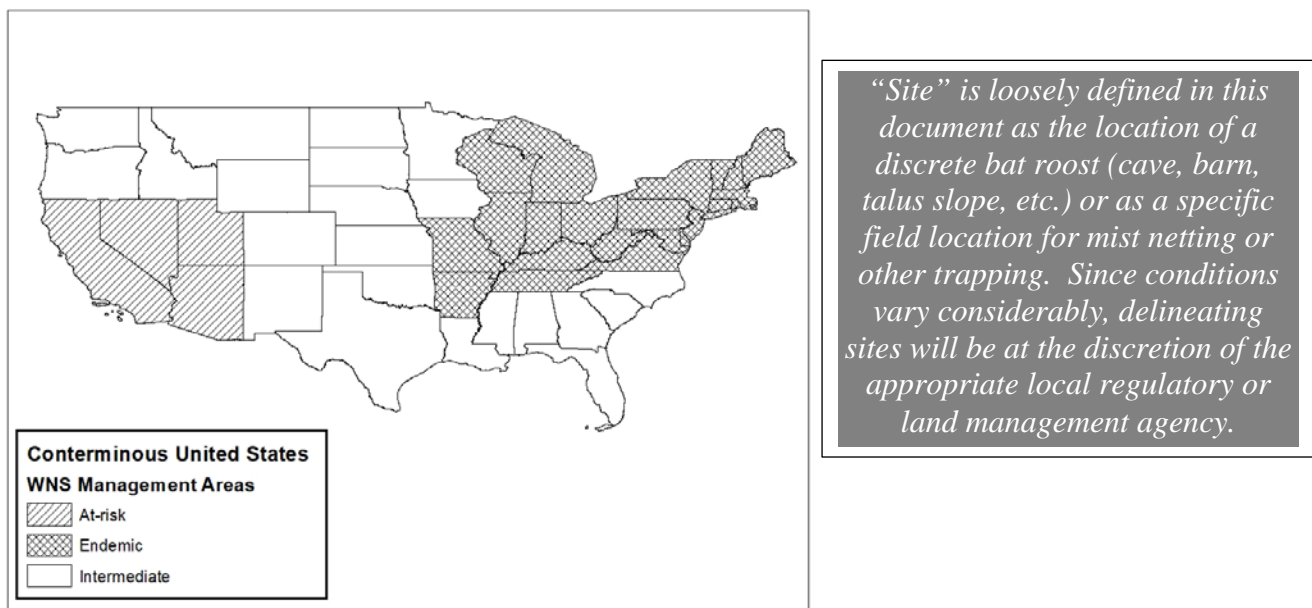 “Site” is loosely defined in this
document as the location of a
discrete bat roost (cave, barn,
talus slope, etc.) or as a specific
field location for mist netting or
other trapping.  Since conditions
vary considerably, delineating
sites will be at the discretion of the
appropriate local regulatory or
land management agency.
Conterminous United States
WNS Management Areas
At-risk
Endemic
Intermediate